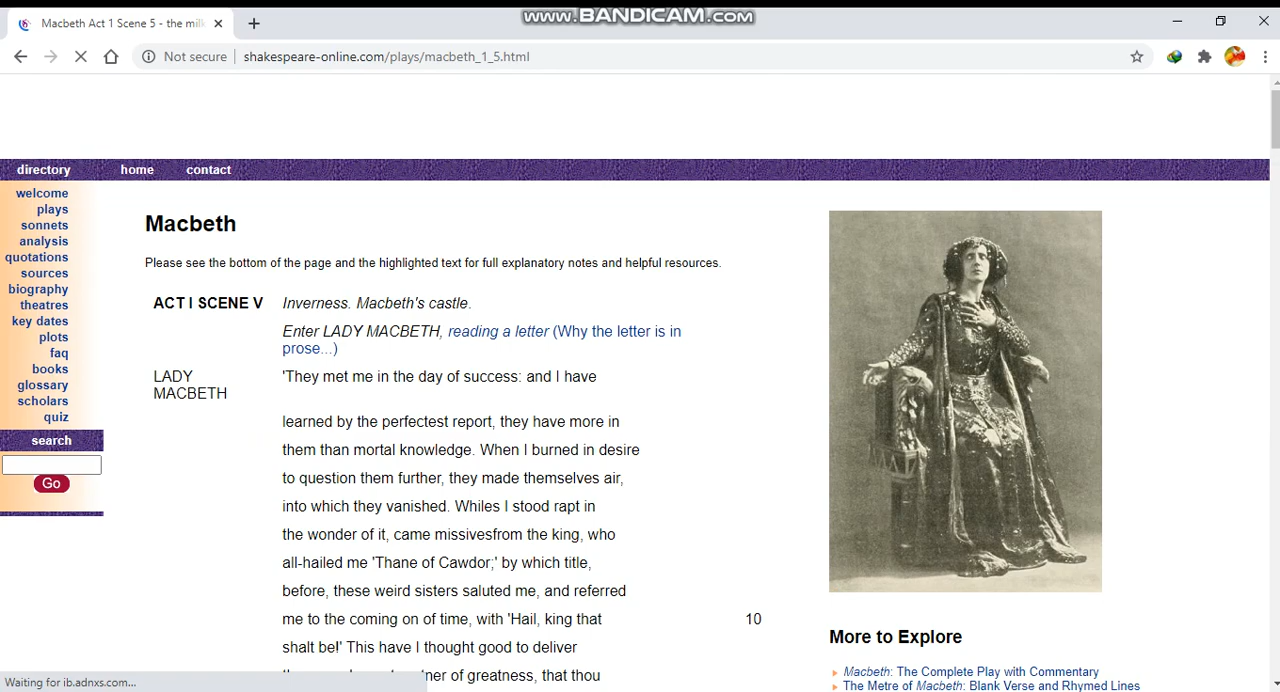 www.BANDICAM.com
Macbeth Act 1 Scene 5 - the milk
Not secure
shakespeare-online.com/plays/macbeth_1_5.html
directory
home
contact
welcome
plays
sonnets
analysis
quotations
sources
biography
theatres
key dates
plots
faq
books
glossary
scholars
quiz
search
Go
Macbeth
Please see the bottom of the page and the highlighted text for full explanatory notes and helpful resources.
ACT I SCENE V
Inverness. Macbeth's castle.
Enter LADY MACBETH, reading a letter (Why the letter is in
prose...)
LADY
MACBETH
'They met me in the day of success: and I have
learned by the perfectest report, they have more in
them than mortal knowledge. When I burned in desire
to question them further, they made themselves air,
into which they vanished. Whiles I stood rapt in
the wonder of it, came missivesfrom the king, who
all-hailed me 'Thane of Cawdor;' by which title,
before, these weird sisters saluted me, and referred
me to the coming on of time, with 'Hail, king that
10
shalt be!' This have I thought good to deliver
of greatness, that thou
More to Explore
Macbeth: The Complete Play with Commentary
The Metre of Macbeth: Blank Verse and Rhymed Lines
Waiting for ib.adnxs.com...